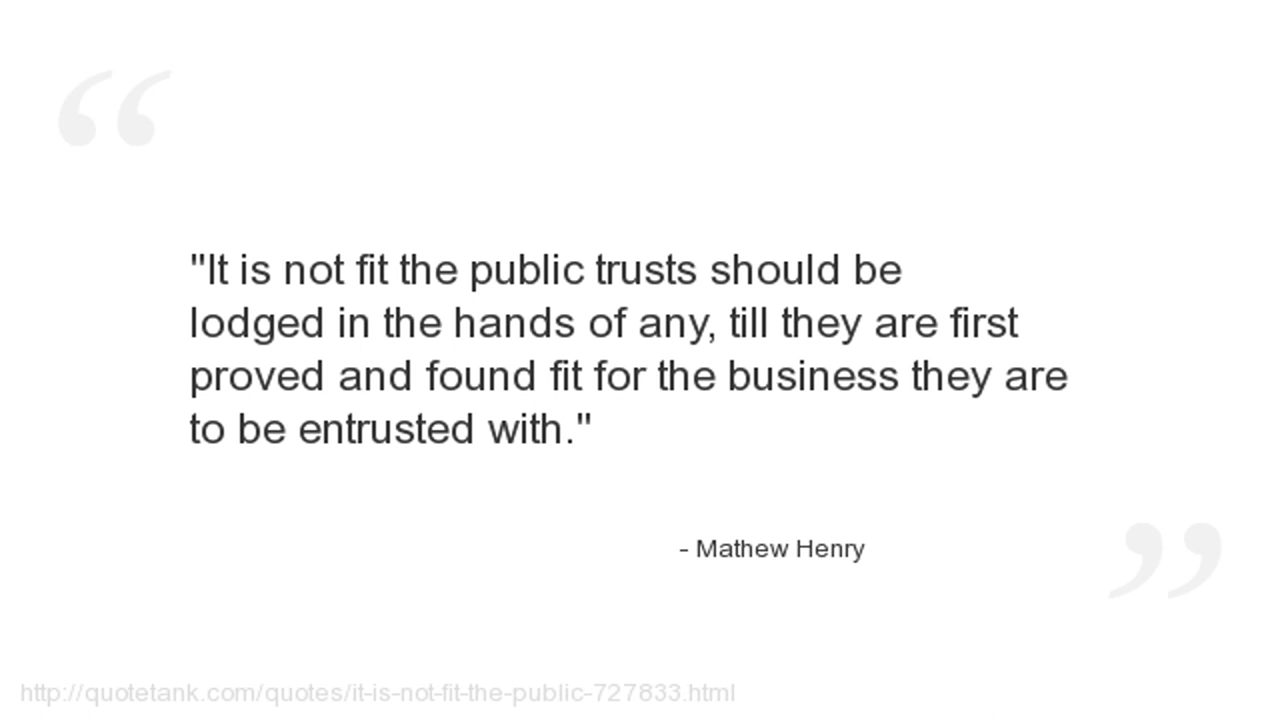 "It is not fit the public trusts should be
lodged in the hands of any, till they are first
proved and found fit for the business they are
to be entrusted with."
- Mathew Henry
http://quotetank.com/quotes/it-is-not-fit-the-public-727833.html